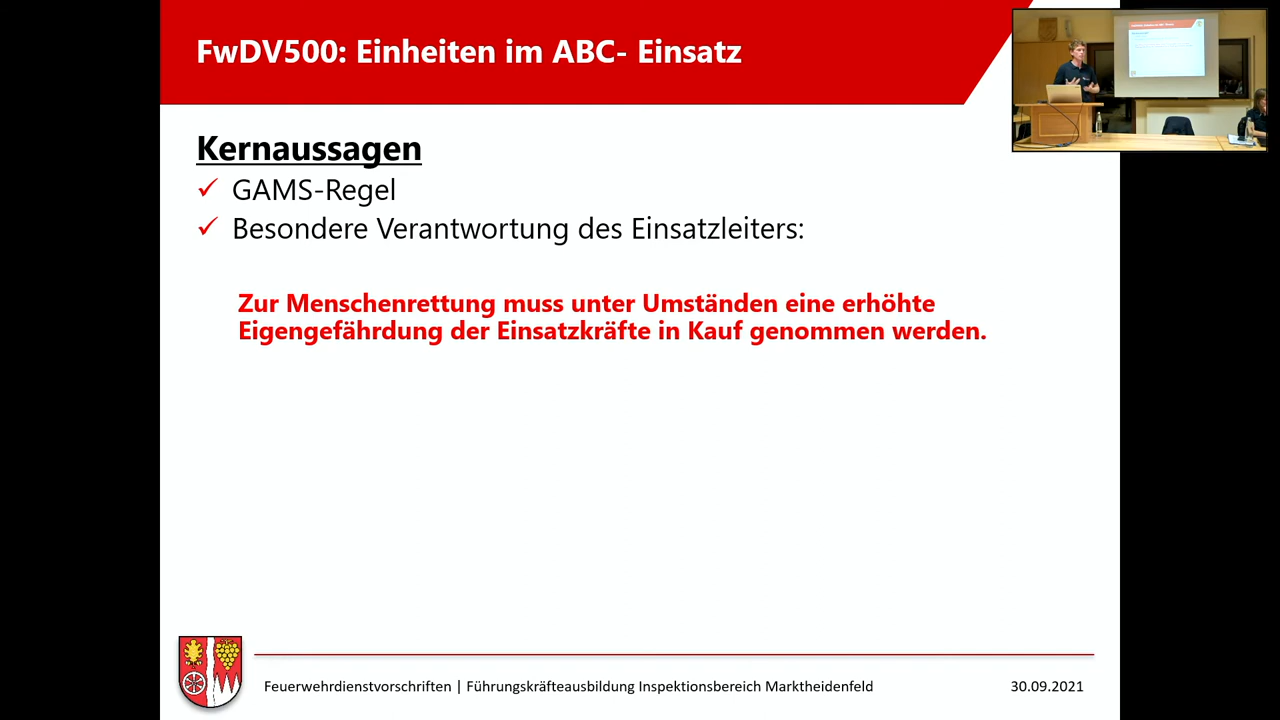 FwDV500: Einheiten im ABC- Einsatz
Kernaussagen
GAMS-Regel
Besondere Verantwortung des Einsatzleiters:
Zur Menschenrettung muss unter Umständen eine erhöhte
Eigengefährdung der Einsatzkräfte in Kauf genommen werden.
Feuerwehrdienstvorschriften | Führungskräfteausbildung Inspektionsbereich Marktheidenfeld
30.09.2021